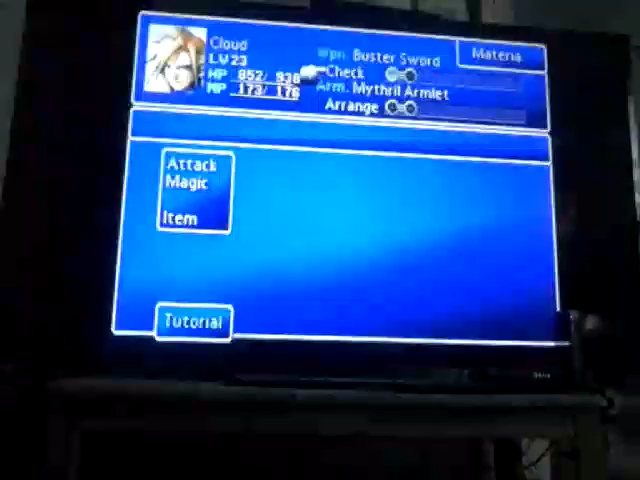 Cloud
LV 23
HP 852/ 938
MP 173/ 176
Wpn. Buster Sword
Check
Arm. Mythril Armlet
Arrange
Materia
Attack
Magic
Item
Tutorial